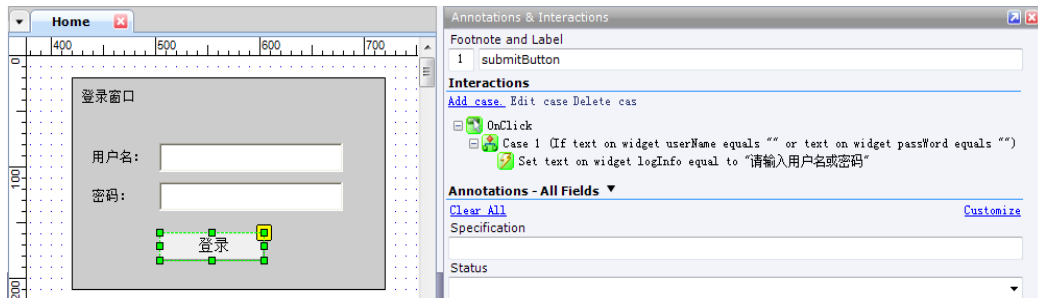 Home
400 500 600 700
0
100
200
登录窗口
用户名：
密码：
登录
Annotations & Interactions
Footnote and Label
1 submitButton
Interactions
Add case. Edit case Delete cas
OnClick
Case 1 (If text on widget userName equals "" or text on widget passWord equals "")
Set text on widget logInfo equal to "请输入用户名或密码"
Annotations - All Fields ▼
Clear All Customize
Specification
Status